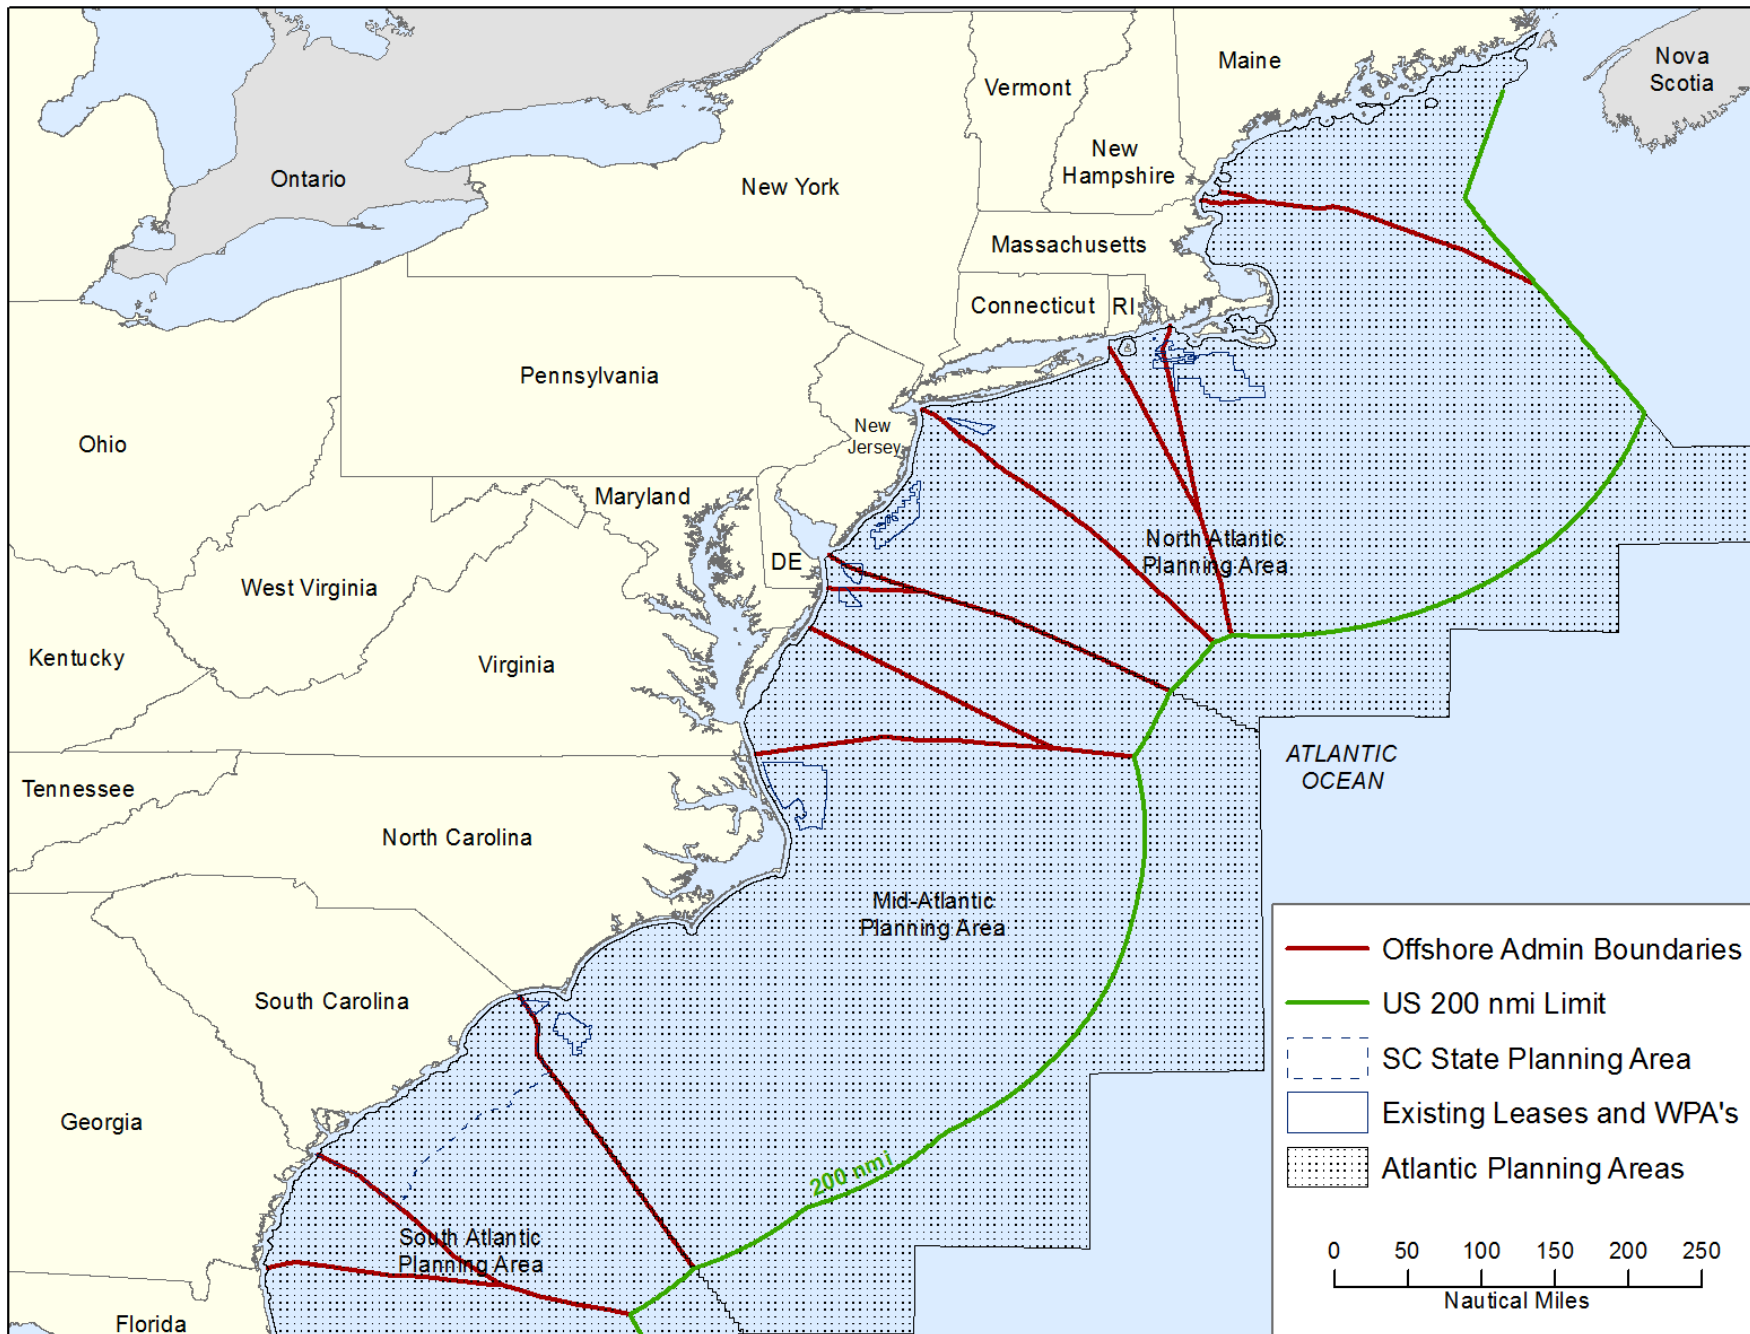 Maine
Nova
Scotia
Vermont
New
Hampshire
Ontario
New York
Massachusetts
Connecticut
RI
Pennsylvania
New
Jersey
Ohio
Maryland
North Atlantic
Planning Area
DE
West Virginia
Kentucky
Virginia
ATLANTIC
OCEAN
Tennessee
North Carolina
Mid-Atlantic
Planning Area
South Carolina
Georgia
200 nmi
South Atlantic
Planning Area
Florida
Offshore Admin Boundaries
US 200 nmi Limit
SC State Planning Area
Existing Leases and WPA's
Atlantic Planning Areas
0 50 100 150 200 250
Nautical Miles